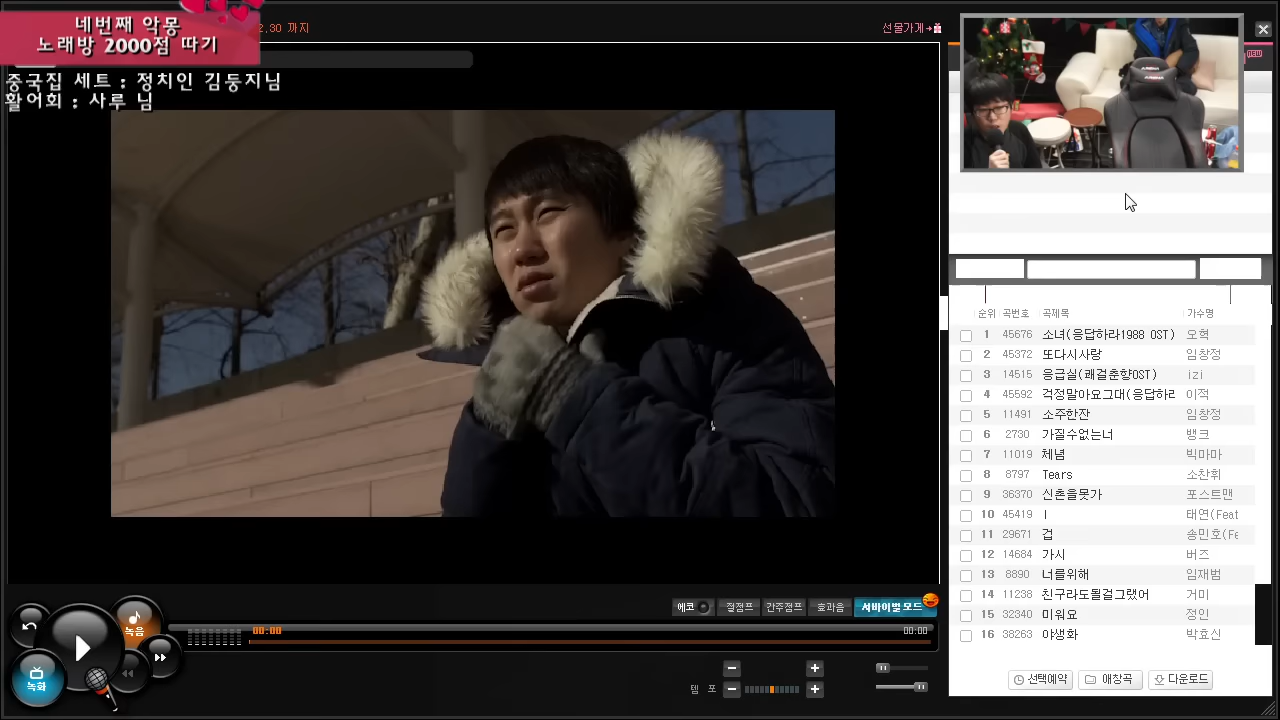 네번째 악몽
노래방 2000점 따기
2,30 까지
선물가게→
NEW
중국집 세트 : 정치인 김둥지님
활어회 : 사루 님
순위 곡번호 곡제목 가수명
1 45676 소녀(응답하라1988 OST) 오혁
2 45372 또다시사랑 임창정
3 14515 응급실(쾌걸춘향OST) izi
4 45592 걱정말아요그대(응답하라 이적
5 11491 소주한잔 임창정
6 2730 가질수없는너 뱅크
7 11019 체념 빅마마
8 8797 Tears 소찬휘
9 36370 신촌을못가 포스트맨
10 45419 I 태연(Feat
11 29671 겁 송민호(Fe
12 14684 가시 버즈
13 8890 너를위해 임재범
14 11238 친구라도될걸그랬어 거미
15 32340 미워요 정인
16 38263 야생화 박효신
에코 절점프 간주점프 효과음 서바이벌 모드
녹음
00:00 00:00
녹화
템 포
선택예약 애창곡 다운로드